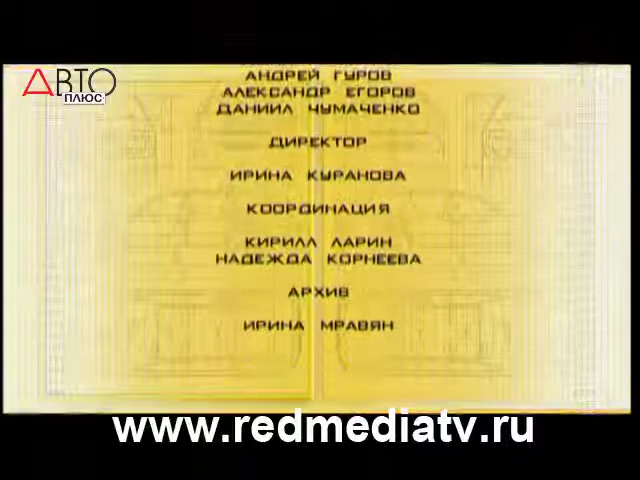 АВТО
ПЛЮС
АНДРЕЙ ГУРОВ
АЛЕКСАНДР ЕГОРОВ
ДАНИИЛ ЧУМАЧЕНКО
ДИРЕКТОР
ИРИНА КУРАНОВА
КООРДИНАЦИЯ
КИРИЛЛ ЛАРИН
НАДЕЖДА КОРНЕЕВА
АРХИВ
ИРИНА МРАВЯН
www.redmediatv.ru